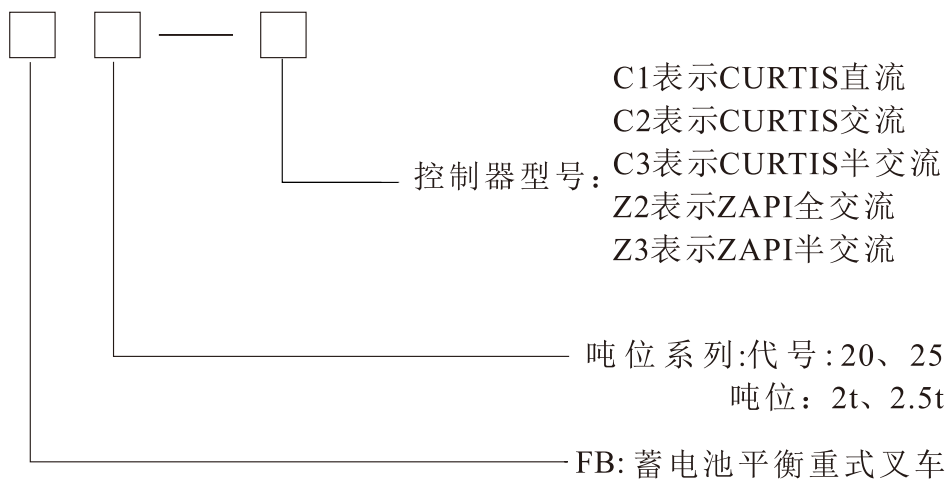 C1表示CURTIS直流
C2表示CURTIS交流
控制器型号：
C3表示CURTIS半交流
Z2表示ZAPI全交流
Z3表示ZAPI半交流
吨位系列:代号:20、25
吨位：2t、2.5t
FB:蓄电池平衡重式叉车